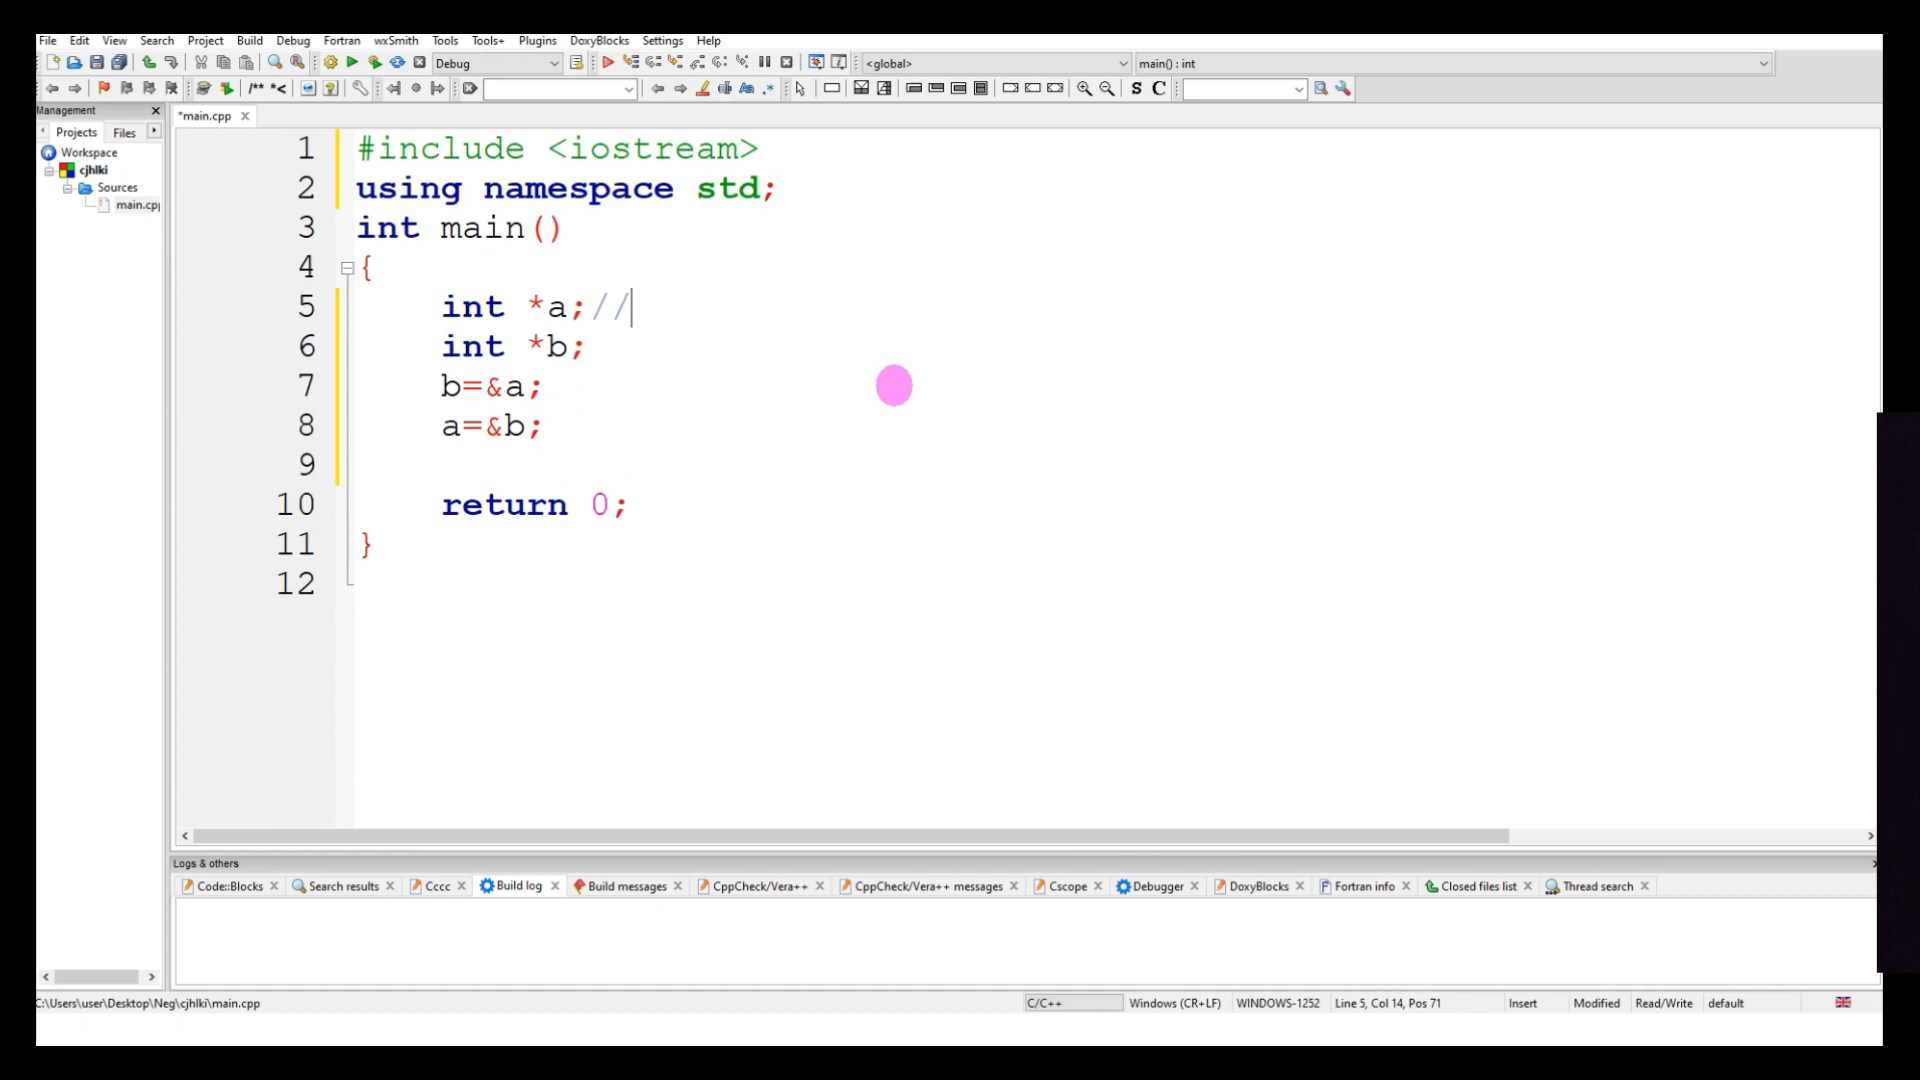 File Edit View Search Project Build Debug Fortran wxSmith Tools Tools+ Plugins DoxyBlocks Settings Help
Debug <global> main() : int
/** *< S C
Management
Projects Files
Workspace
cjhlki
Sources
main.cp
*main.cpp
1 #include <iostream>
2 using namespace std;
3 int main()
4 {
5 int *a;//
6 int *b;
7 b=&a;
8 a=&b;
9
10 return 0;
11 }
12
Logs & others
Code::Blocks Search results Cccc Build log Build messages CppCheck/Vera++ CppCheck/Vera++ messages Cscope Debugger DoxyBlocks Fortran info Closed files list Thread search
C:\Users\user\Desktop\Neg\cjhlki\main.cpp C/C++ Windows (CR+LF) WINDOWS-1252 Line 5, Col 14, Pos 71 Insert Modified Read/Write default